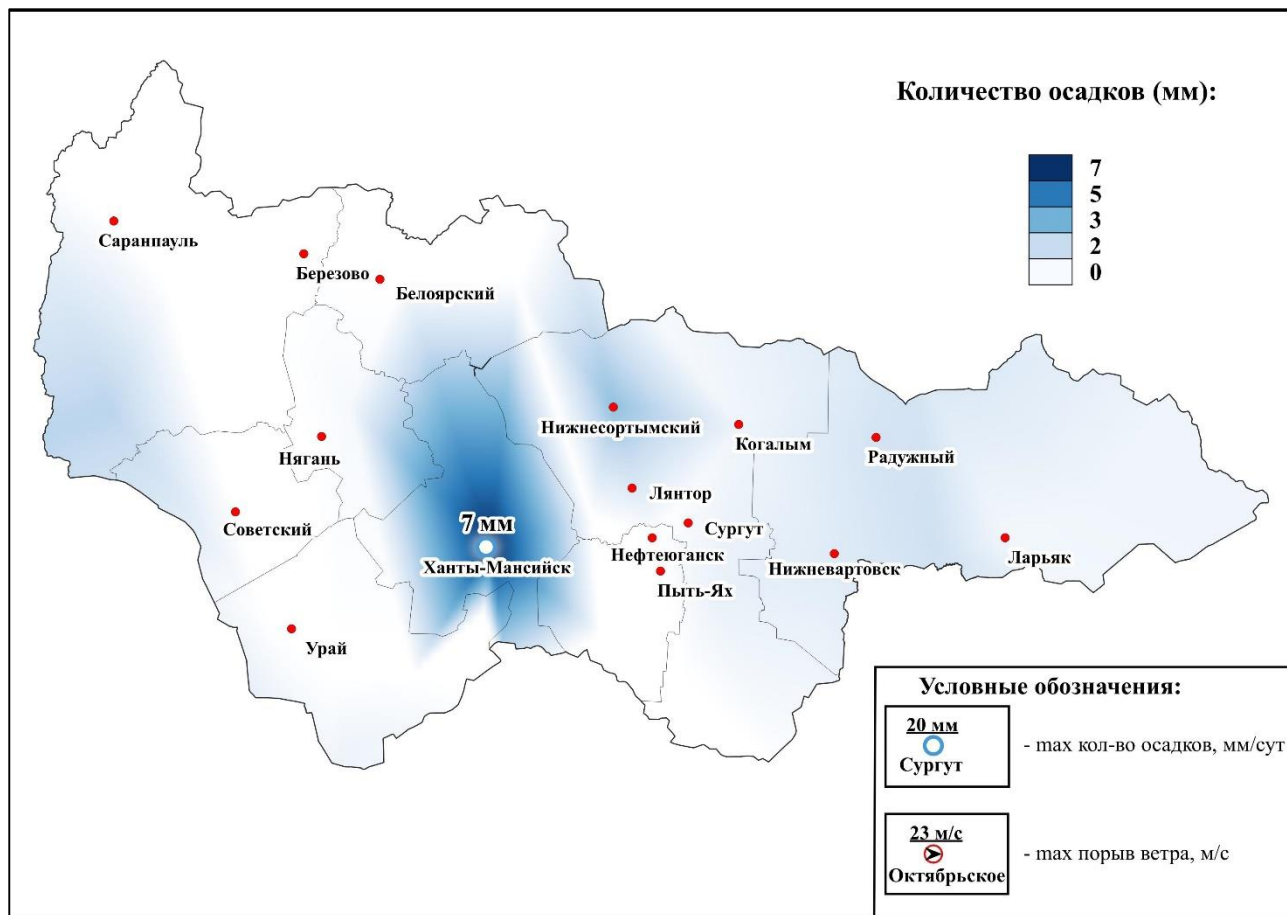 Количество осадков (мм):
7
5
3
2
0
Саранпауль
Березово
Белоярский
Нижнесортымский
Когалым
Радужный
Нягань
Лянтор
Советский
7 мм
Сургут
Нефтеюганск
Ханты-Мансийск
Нижневартовск
Ларьяк
Пыть-Ях
Урай
Условные обозначения:
20 мм
- max кол-во осадков, мм/сут
Сургут
23 м/с
- max порыв ветра, м/с
Октябрьское